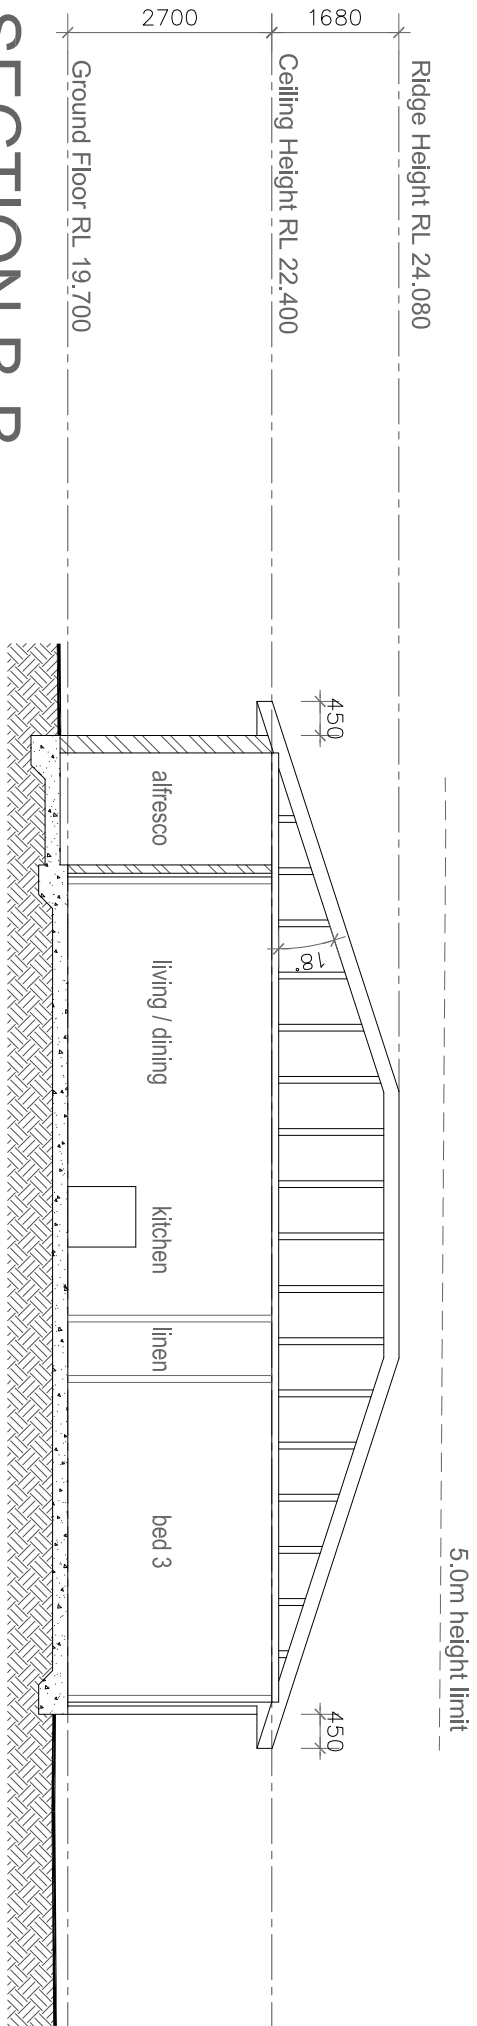 Ridge Height RL 24.080
5.0m height limit
1680
450
450
Ceiling Height RL 22.400
18°
2700
alfresco
living / dining
kitchen
linen
bed 3
Ground Floor RL 19.700
SECTION B-B